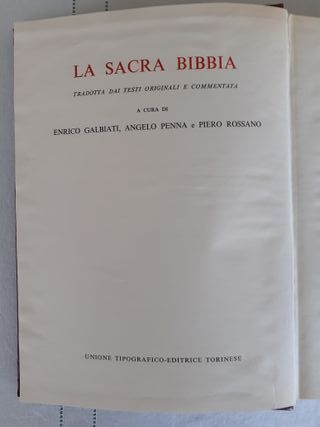 LA SACRA BIBBIA
TRADOTTA DAI TESTI ORIGINALI E COMMENTATA
A CURA DI
ENRICO GALBIATI, ANGELO PENNA e PIERO ROSSANO
UNIONE TIPOGRAFICO-EDITRICE TORINESE